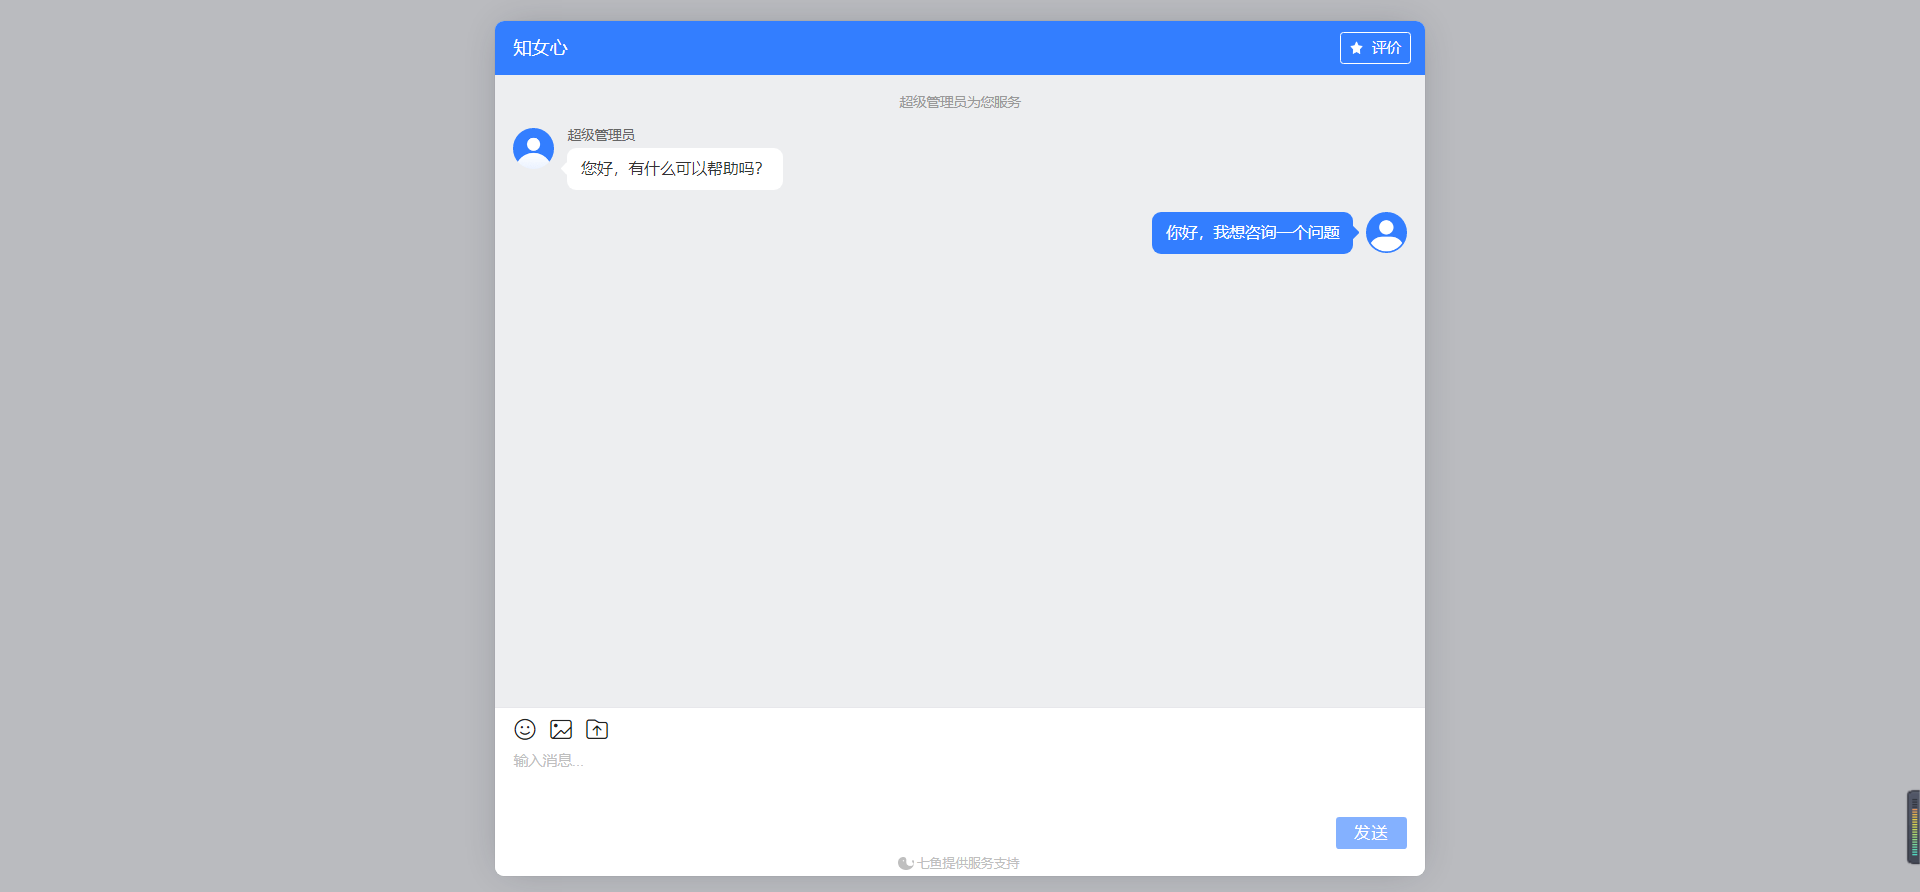 知女心
评价
超级管理员为您服务
超级管理员
您好，有什么可以帮助吗？
你好，我想咨询一个问题
输入消息...
发送
七鱼提供服务支持